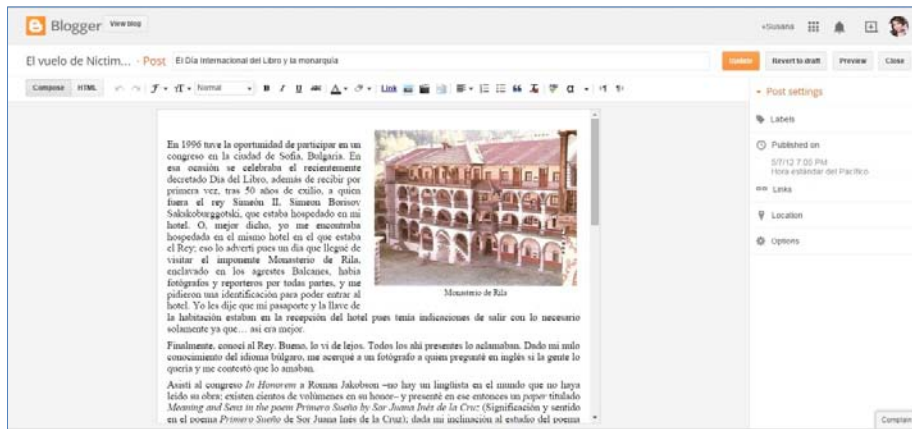 Blogger View blog
+Susana
El vuelo de Nictim... · Post El Día Internacional del Libro y la monarquía
Update Revert to draft Preview Close
Compose HTML Normal Link
Post settings
Labels
Published on
5/7/12 7:00 PM
Hora estándar del Pacífico
Links
Location
Options
En 1996 tuve la oportunidad de participar en un
congreso en la ciudad de Sofía, Bulgaria. En
esa ocasión se celebraba el recientemente
decretado Día del Libro, además de recibir por
primera vez, tras 50 años de exilio, a quien
fuera el rey Simeón II, Simeon Borisov
Sakskoburggotski, que estaba hospedado en mi
hotel. O, mejor dicho, yo me encontraba
hospedada en el mismo hotel en el que estaba
el Rey; eso lo advertí pues un día que llegué de
visitar el imponente Monasterio de Rila,
enclavado en los agrestes Balcanes, había
fotógrafos y reporteros por todas partes, y me
pidieron una identificación para poder entrar al
hotel. Yo les dije que mi pasaporte y la llave de
la habitación estaban en la recepción del hotel pues tenía indicaciones de salir con lo necesario
solamente ya que… así era mejor.
Monasterio de Rila
Finalmente, conocí al Rey. Bueno, lo vi de lejos. Todos los ahí presentes lo aclamaban. Dado mi nulo
conocimiento del idioma búlgaro, me acerqué a un fotógrafo a quien pregunté en inglés si la gente lo
quería y me contestó que lo amaban.
Asistí al congreso In Honorem a Roman Jakobson –no hay un lingüista en el mundo que no haya
leído su obra; existen cientos de volúmenes en su honor– y presenté en ese entonces un paper titulado
Meaning and Sens in the poem Primero Sueño by Sor Juana Inés de la Cruz (Significación y sentido
en el poema Primero Sueño de Sor Juana Inés de la Cruz); dada mi inclinación al estudio del poema
Complain